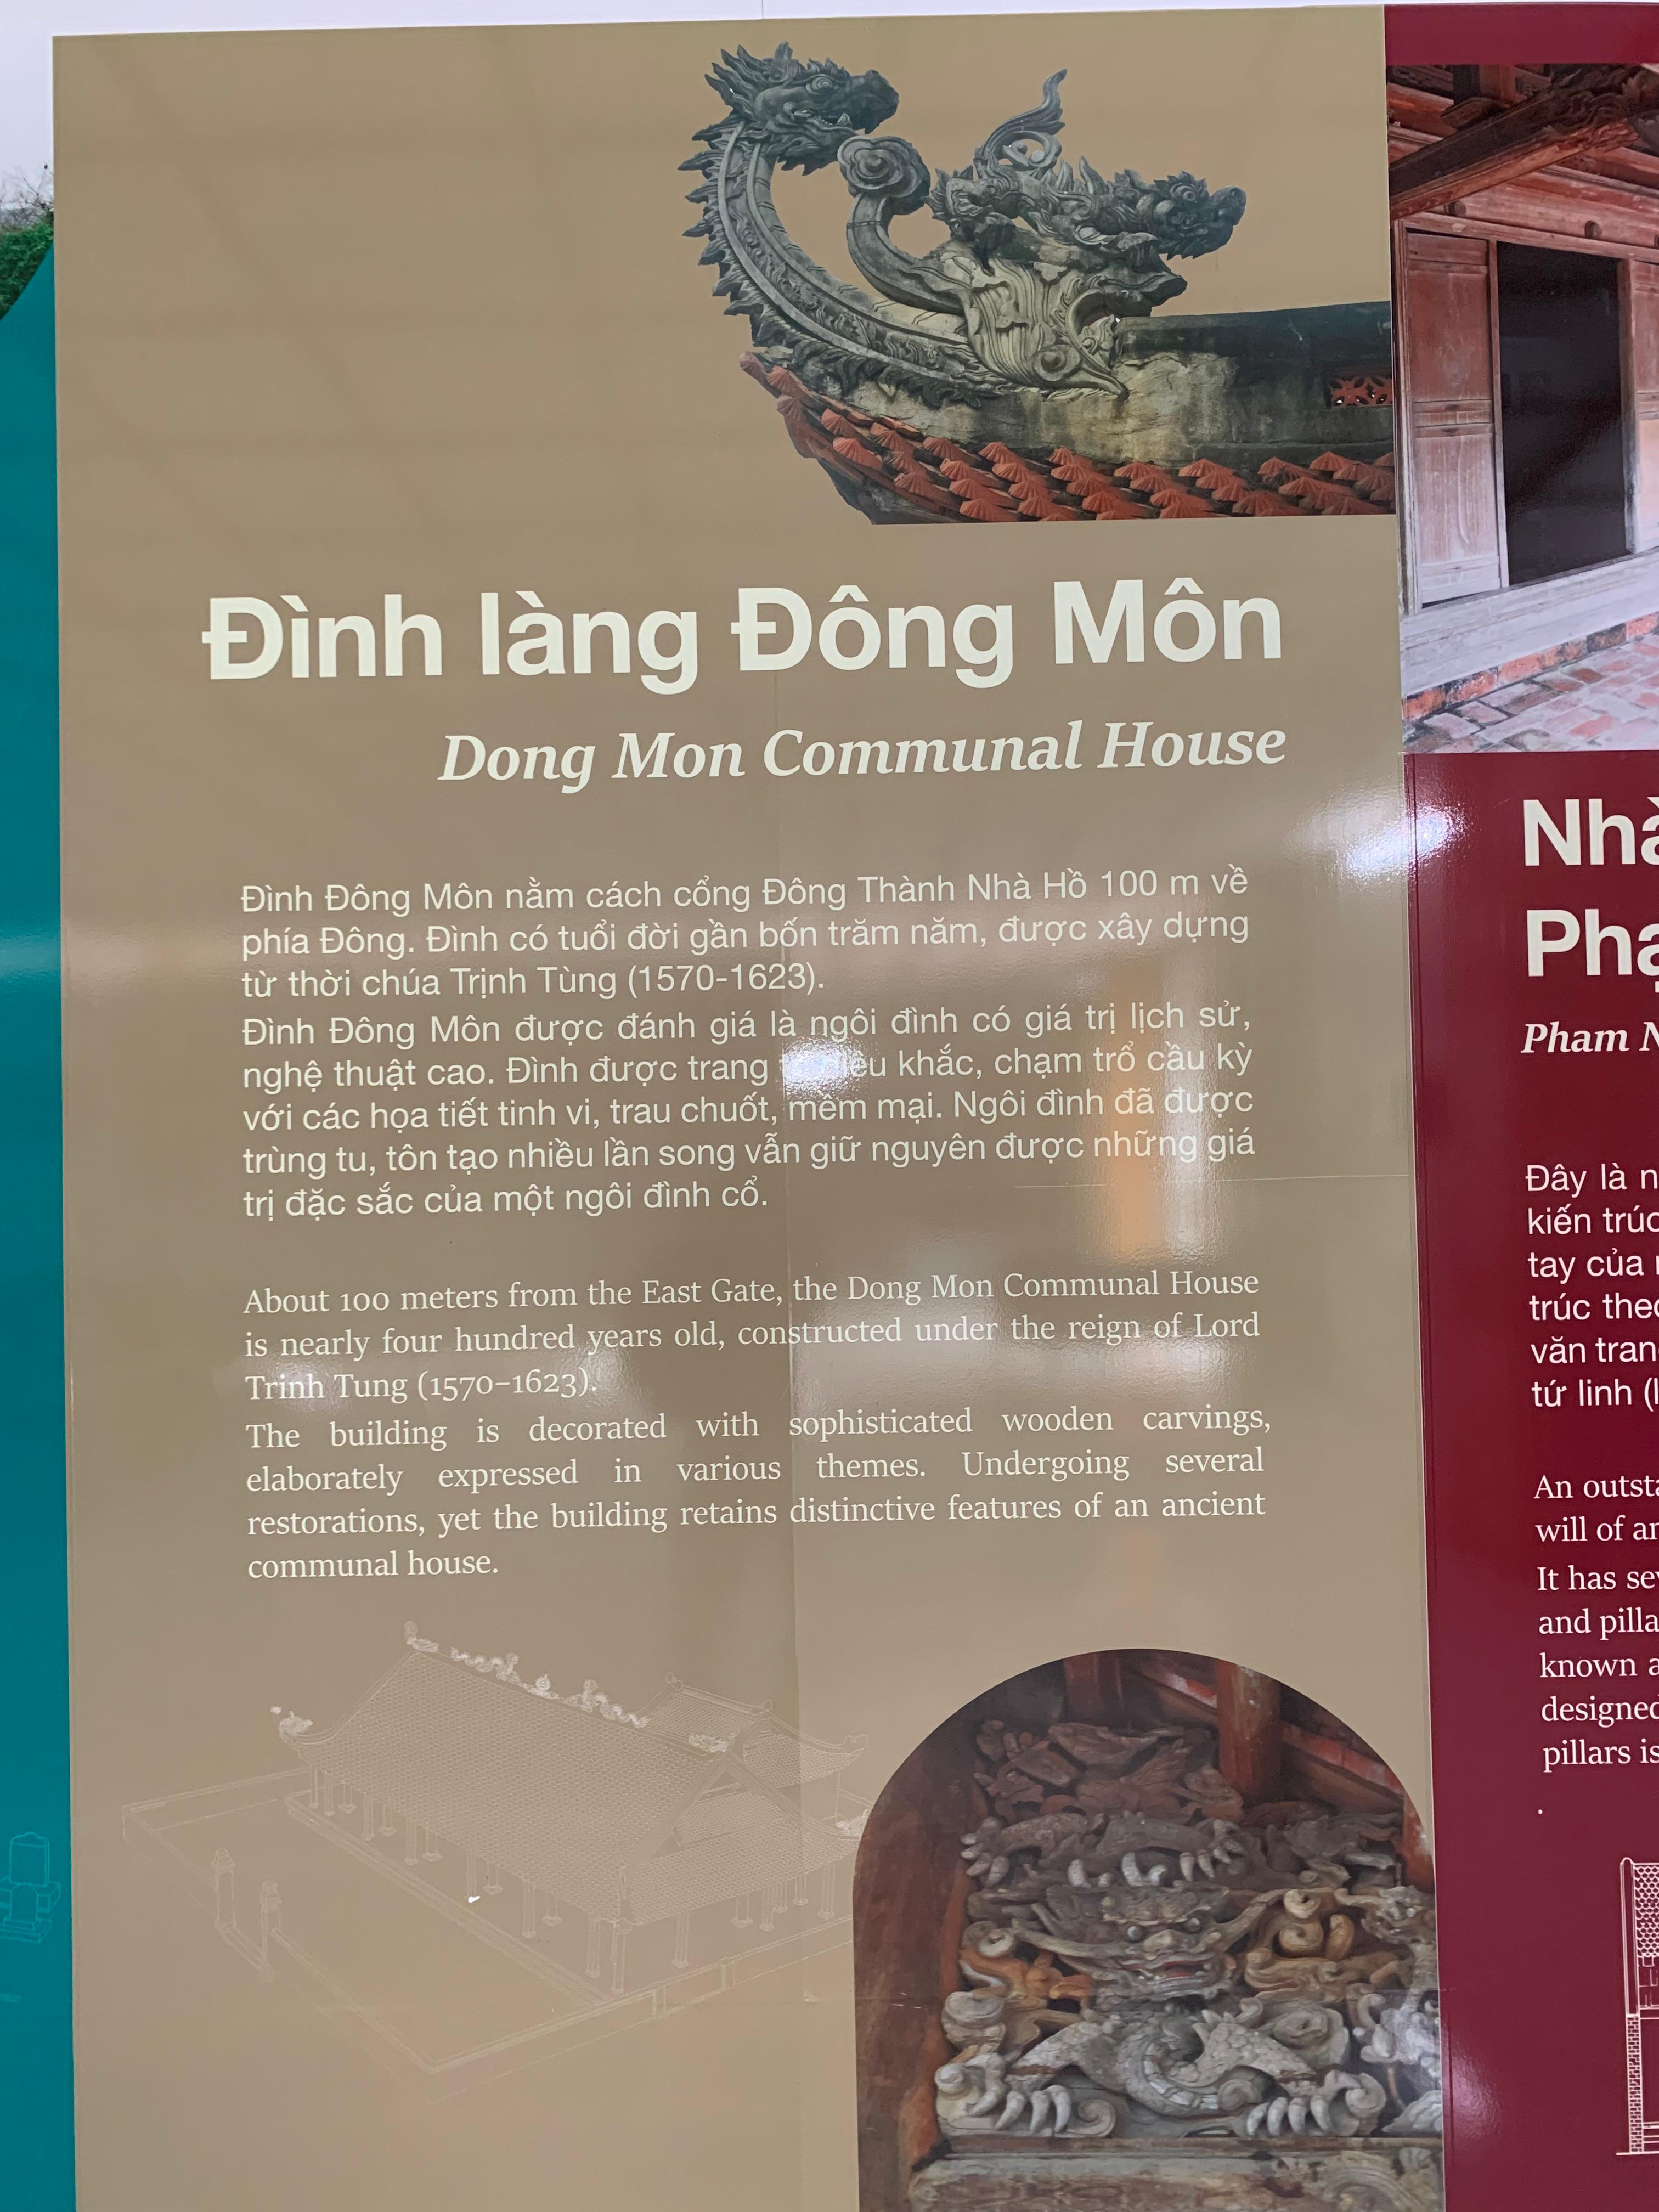 Đình làng Đông Môn
Dong Mon Communal House
Đình Đông Môn nằm cách cổng Đông Thành Nhà Hồ 100 m về
phía Đông. Đình có tuổi đời gần bốn trăm năm, được xây dựng
từ thời chúa Trịnh Tùng (1570-1623).
Đình Đông Môn được đánh giá là ngôi đình có giá trị lịch sử,
nghệ thuật cao. Đình được trang khắc, chạm trổ cầu kỳ
với các họa tiết tinh vi, trau chuốt, mềm mại. Ngôi đình đã được
trùng tu, tôn tạo nhiều lần song vẫn giữ nguyên được những giá
trị đặc sắc của một ngôi đình cổ.
About 100 meters from the East Gate, the Dong Mon Communal House
is nearly four hundred years old, constructed under the reign of Lord
Trinh Tung (1570–1623).
The building is decorated with sophisticated wooden carvings,
elaborately expressed in various themes. Undergoing several
restorations, yet the building retains distinctive features of an ancient
communal house.
Nhà
Phạ
Pham N
Đây là n
kiến trúc
tay của
trúc theo
văn tran
tứ linh (l
An outsta
will of an
It has sev
and pilla
known a
designed
pillars is
.